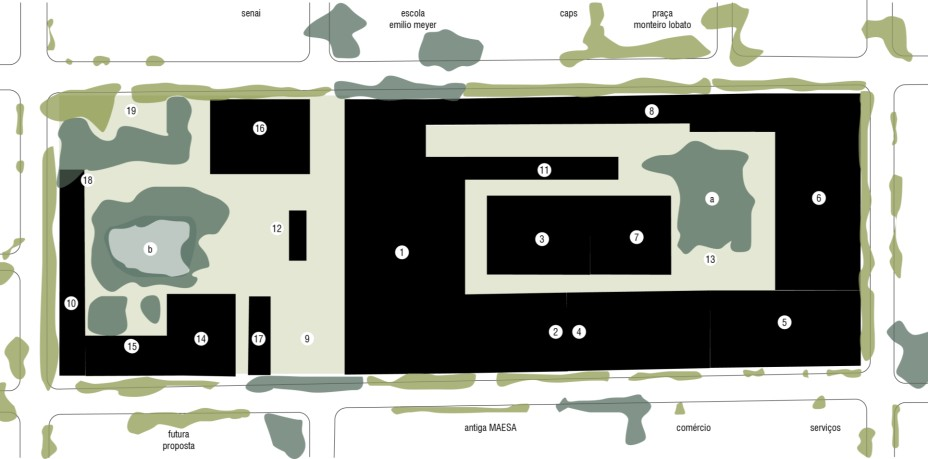 senai
escola
emilio meyer
caps
praça
monteiro lobato
19
16
8
18
11
12
b
1
3
7
a
6
13
10
15
14
17
9
2
4
5
futura
proposta
antiga MAESA
comércio
serviços